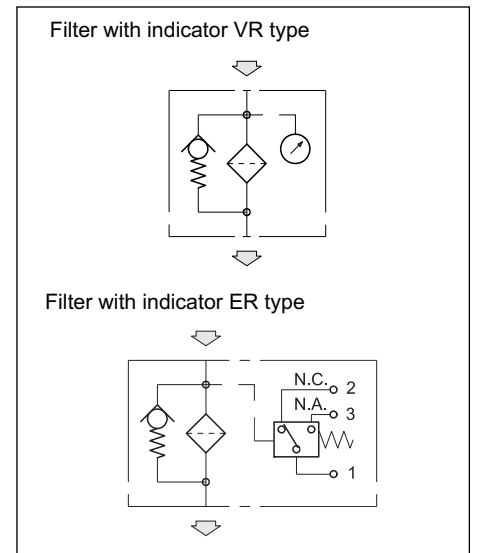 Filter with indicator VR type
Filter with indicator ER type
N.C. 2
N.A. 3
1